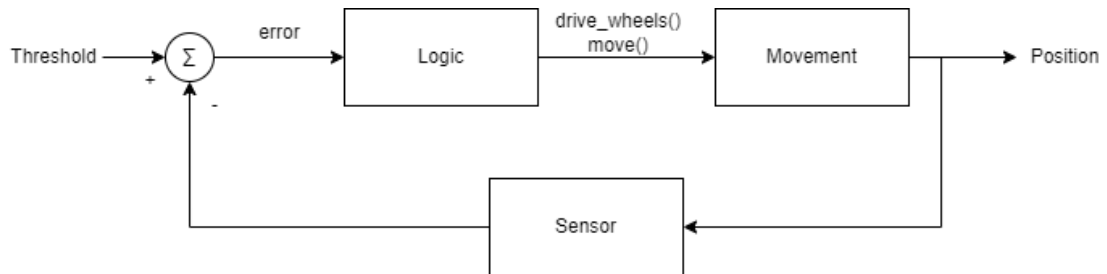 Threshold
+
Σ
-
error
Logic
drive_wheels()
move()
Movement
Position
Sensor